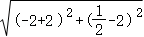 √((-2+2)² + (1/2-2)²)